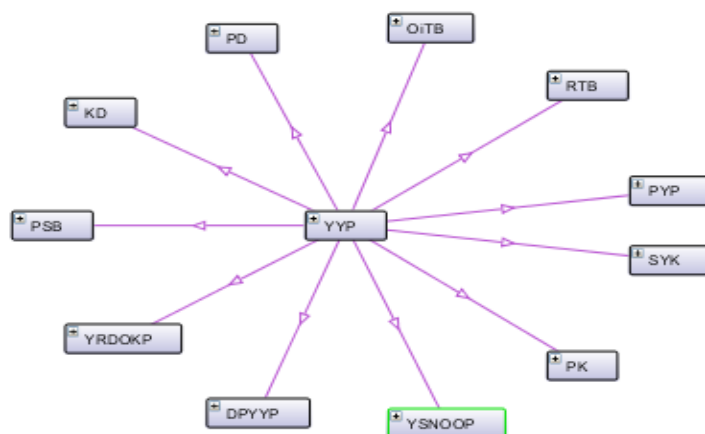 OiTB
PD
RTB
KD
PYP
PSB
YYP
SYK
YRDOKP
PK
DPYYP
YSNOOP